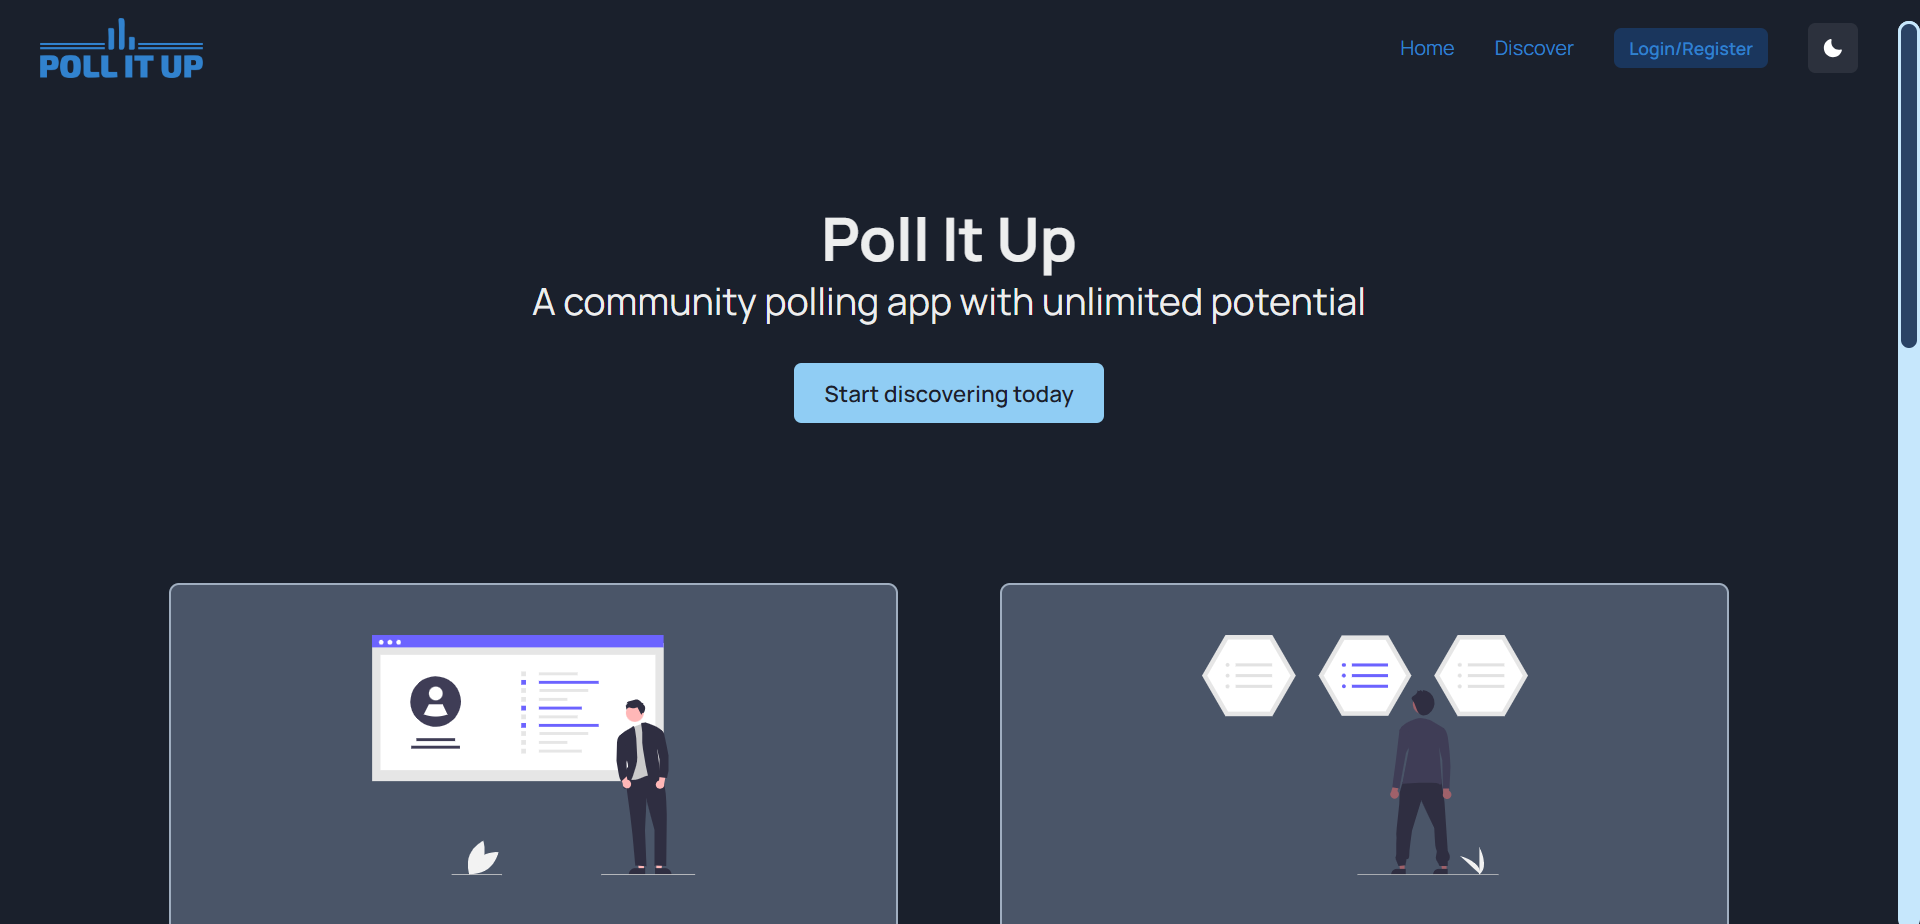 POLL IT UP
Home
Discover
Login/Register
Poll It Up
A community polling app with unlimited potential
Start discovering today